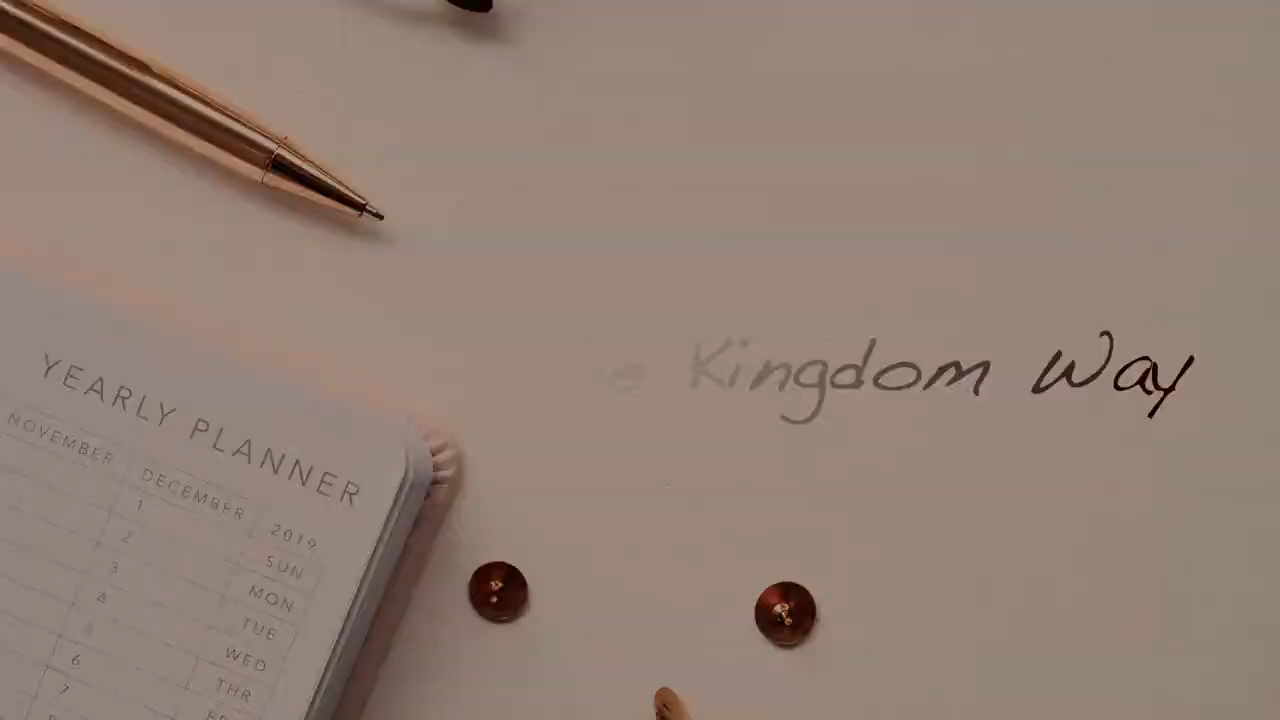 e Kingdom Way
YEARLY PLANNER
NOVEMBER DECEMBER 2019
1 SUN
2 MON
3 TUE
4 WED
THR
6
7